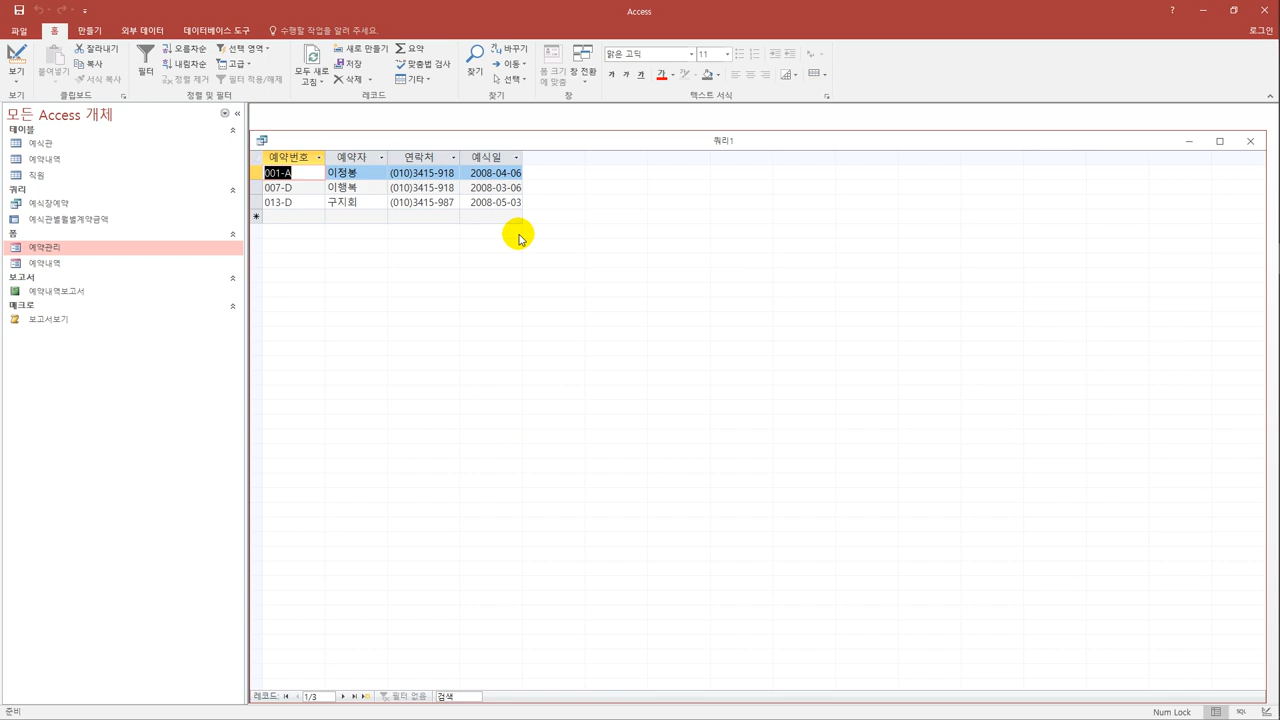 Access
파일 홈 만들기 외부 데이터 데이터베이스 도구 수행할 작업을 알려 주세요. 로그인
보기 붙여넣기 잘라내기 복사 서식 복사
필터 오름차순 내림차순 정렬 제거 선택 영역 고급 필터 적용/해제
모두 새로 고침 새로 만들기 저장 삭제 요약 맞춤법 검사 기타
찾기 바꾸기 이동 선택
폼 크기에 맞춤 창 전환
맑은 고딕 11
가 가 가 가 가
보기 클립보드 정렬 및 필터 레코드 찾기 창 텍스트 서식
모든 Access 개체
테이블
예식관
예약내역
직원
쿼리
예식장예약
예식관별월별계약금액
폼
예약관리
예약내역
보고서
예약내역보고서
매크로
보고서보기
쿼리1
예약번호 예약자 연락처 예식일
001-A 이정봉 (010)3415-918 2008-04-06
007-D 이행복 (010)3415-918 2008-03-06
013-D 구지회 (010)3415-987 2008-05-03
레코드: 1/3 필터 없음 검색
준비 Num Lock SQL